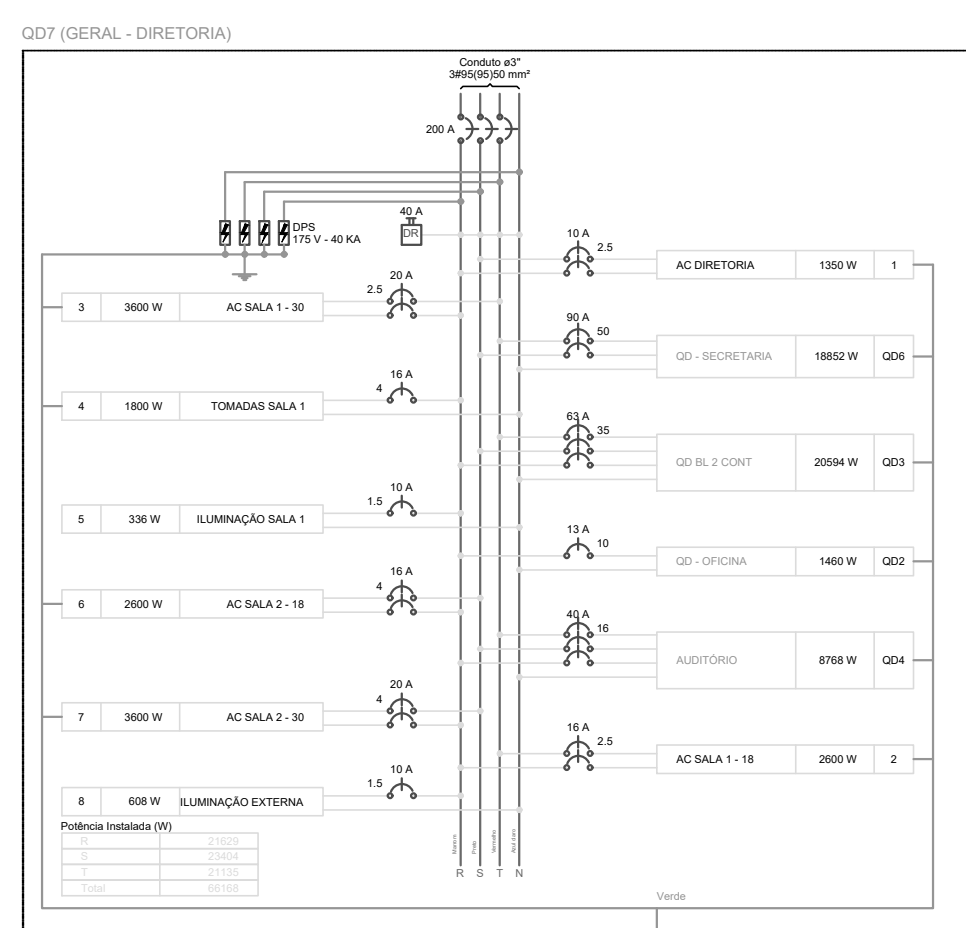 QD7 (GERAL - DIRETORIA)
Conduto ø3"
3#95(95)50 mm²
200 A
DPS
175 V - 40 KA
40 A
DR
10 A
2.5
AC DIRETORIA 1350 W 1
20 A
2.5
3 3600 W AC SALA 1 - 30
90 A
50
QD - SECRETARIA 18852 W QD6
16 A
4
4 1800 W TOMADAS SALA 1
63 A
35
QD BL 2 CONT 20594 W QD3
10 A
1.5
5 336 W ILUMINAÇÃO SALA 1
13 A
10
QD - OFICINA 1460 W QD2
16 A
4
6 2600 W AC SALA 2 - 18
40 A
16
AUDITÓRIO 8768 W QD4
20 A
4
7 3600 W AC SALA 2 - 30
16 A
2.5
AC SALA 1 - 18 2600 W 2
10 A
1.5
8 608 W ILUMINAÇÃO EXTERNA
Potência Instalada (W)
R 21629
S 23404
T 21135
Total 66168
Marrom
Preto
Vermelho
Azul claro
R S T N
Verde